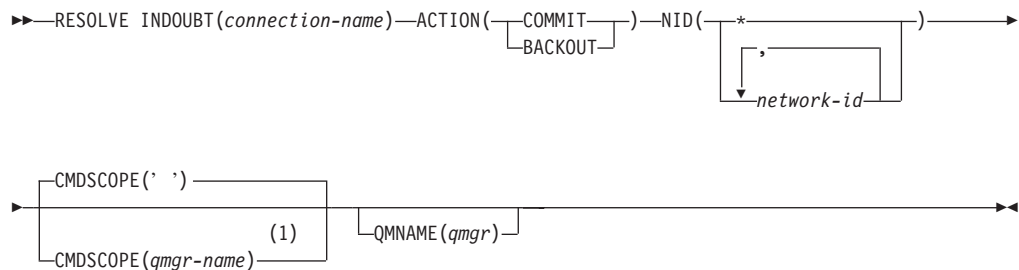 RESOLVE INDOUBT(connection-name) ACTION( COMMIT ) NID( * )
BACKOUT
,
network-id
CMDSCOPE(' ')
(1)
QMNAME(qmgr)
CMDSCOPE(qmgr-name)